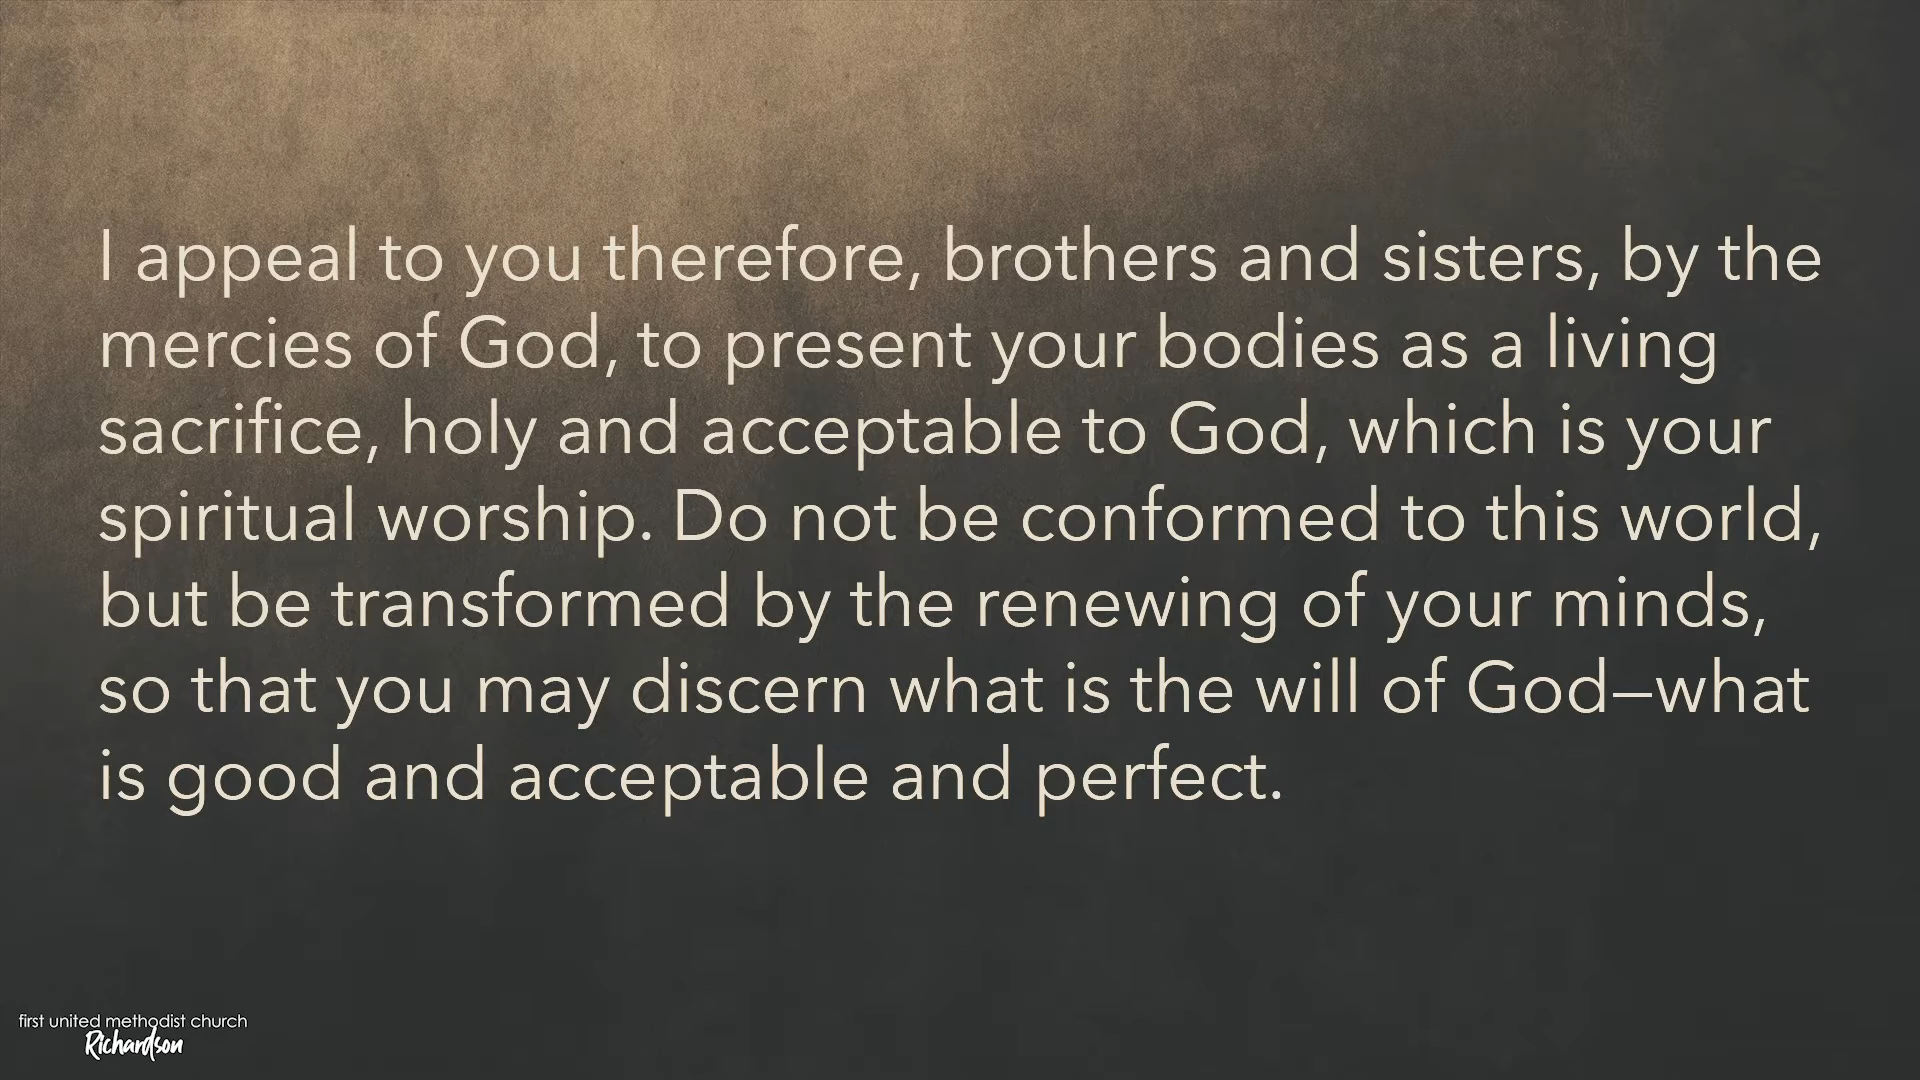 I appeal to you therefore, brothers and sisters, by the
mercies of God, to present your bodies as a living
sacrifice, holy and acceptable to God, which is your
spiritual worship. Do not be conformed to this world,
but be transformed by the renewing of your minds,
so that you may discern what is the will of God—what
is good and acceptable and perfect.
first united methodist church
Richardson